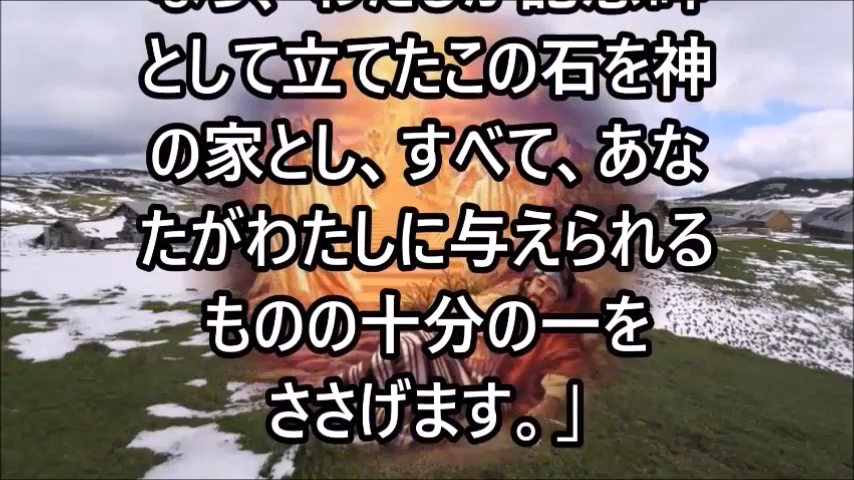 として立てたこの石を神
の家とし、すべて、あな
たがわたしに与えられる
ものの十分の一を
ささげます。」